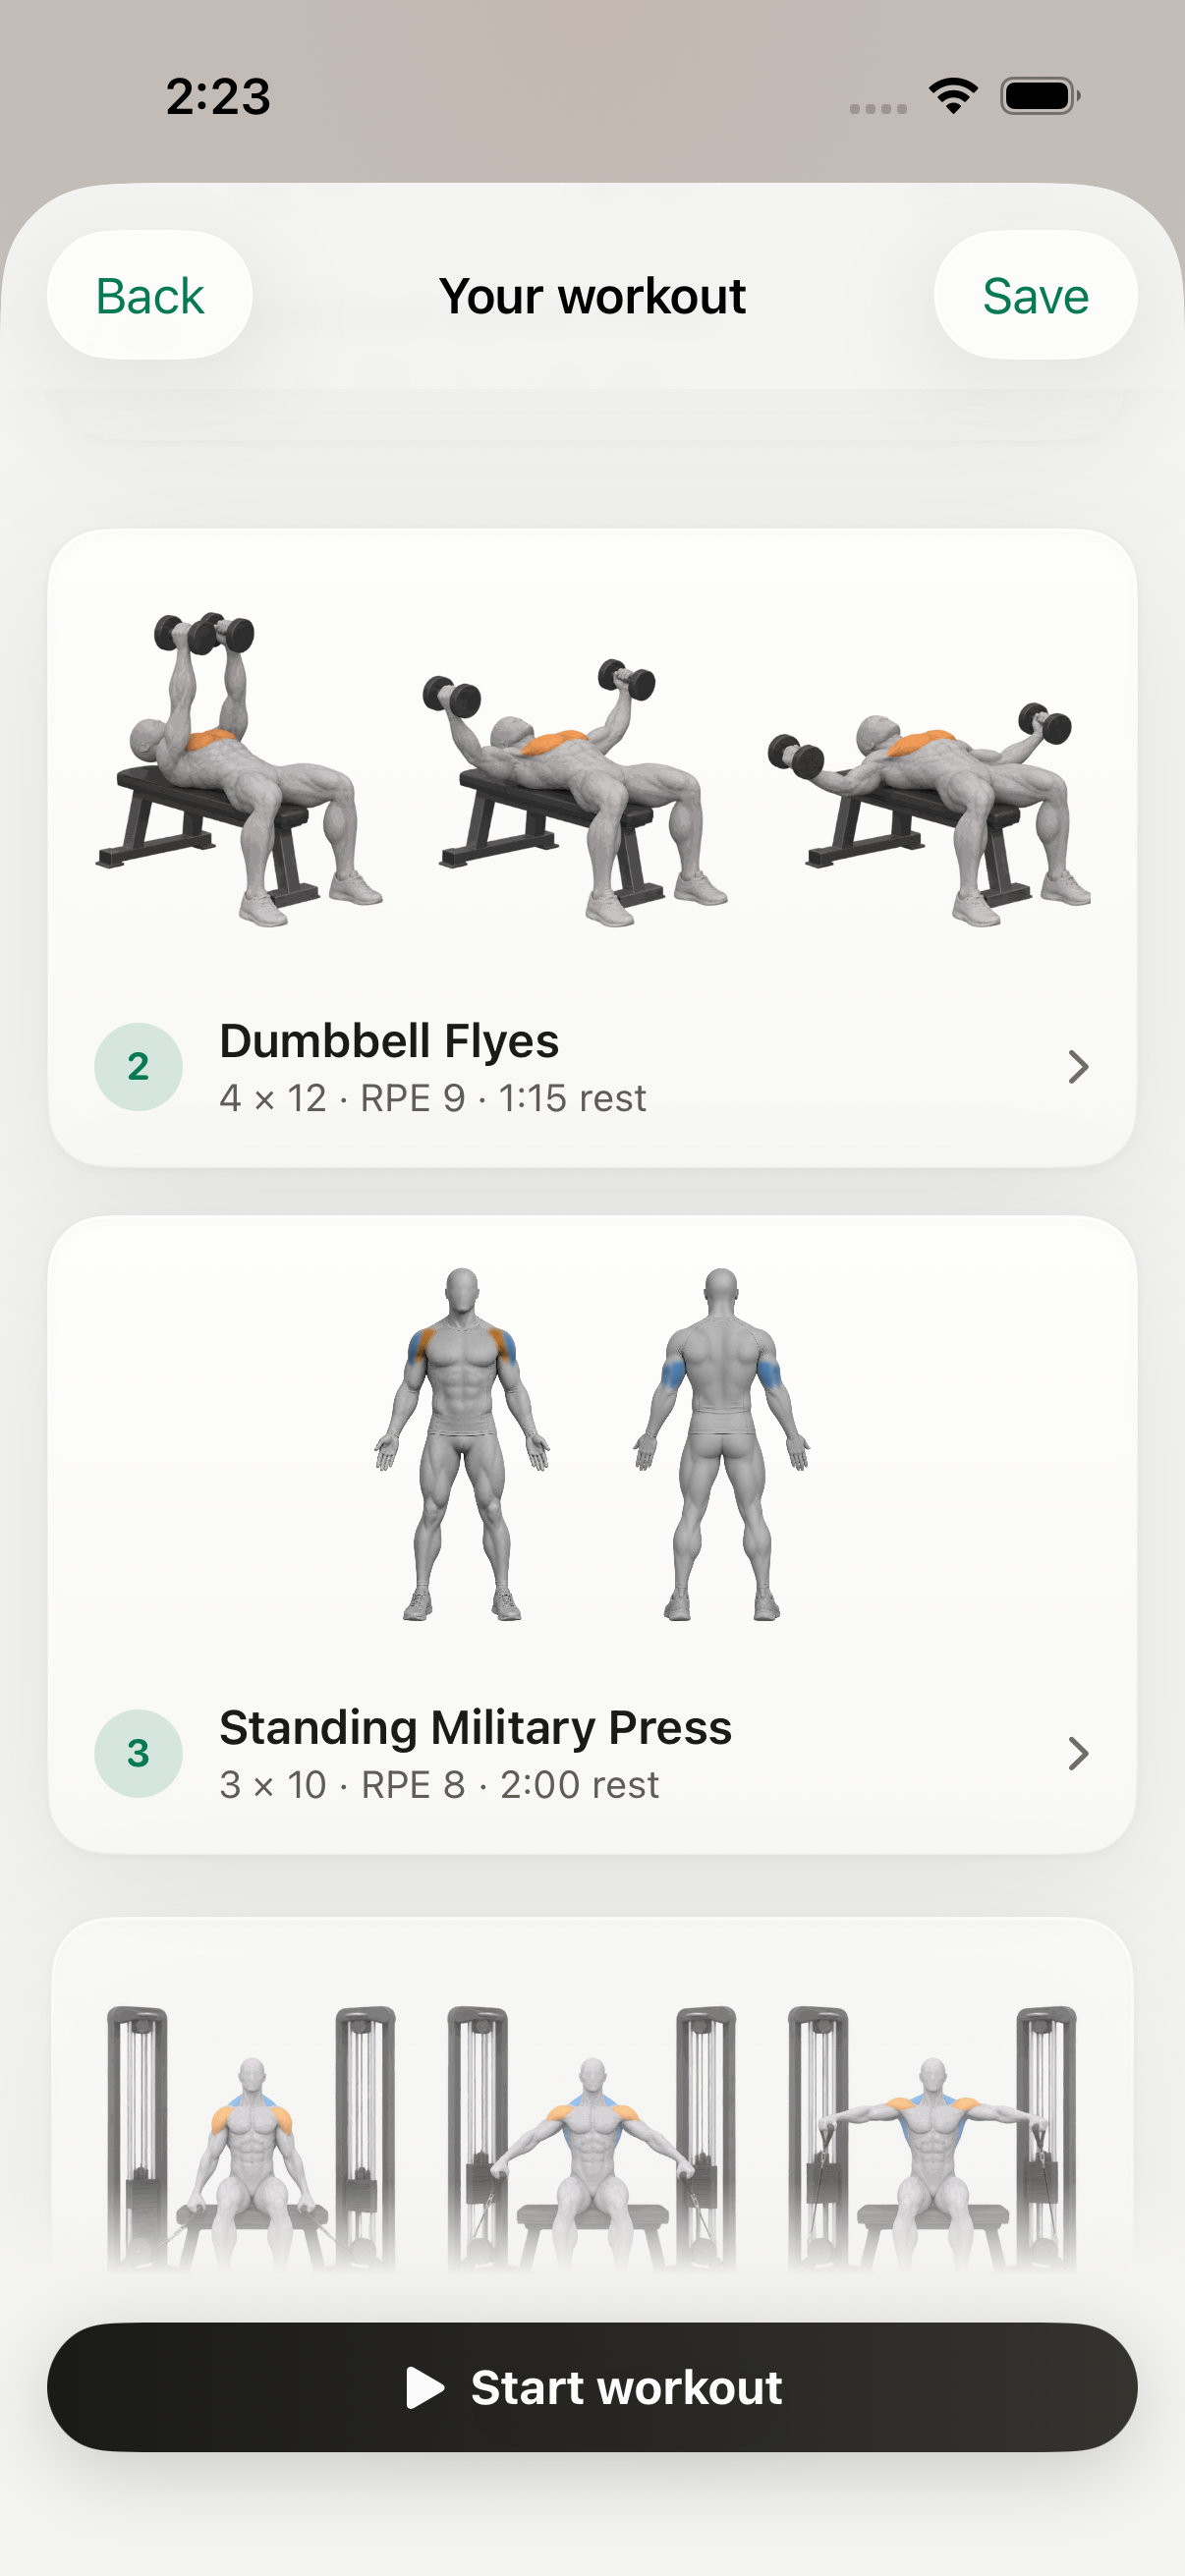 2:23
Back
Your workout
Save
2
Dumbbell Flyes
4 × 12 · RPE 9 · 1:15 rest
3
Standing Military Press
3 × 10 · RPE 8 · 2:00 rest
Start workout